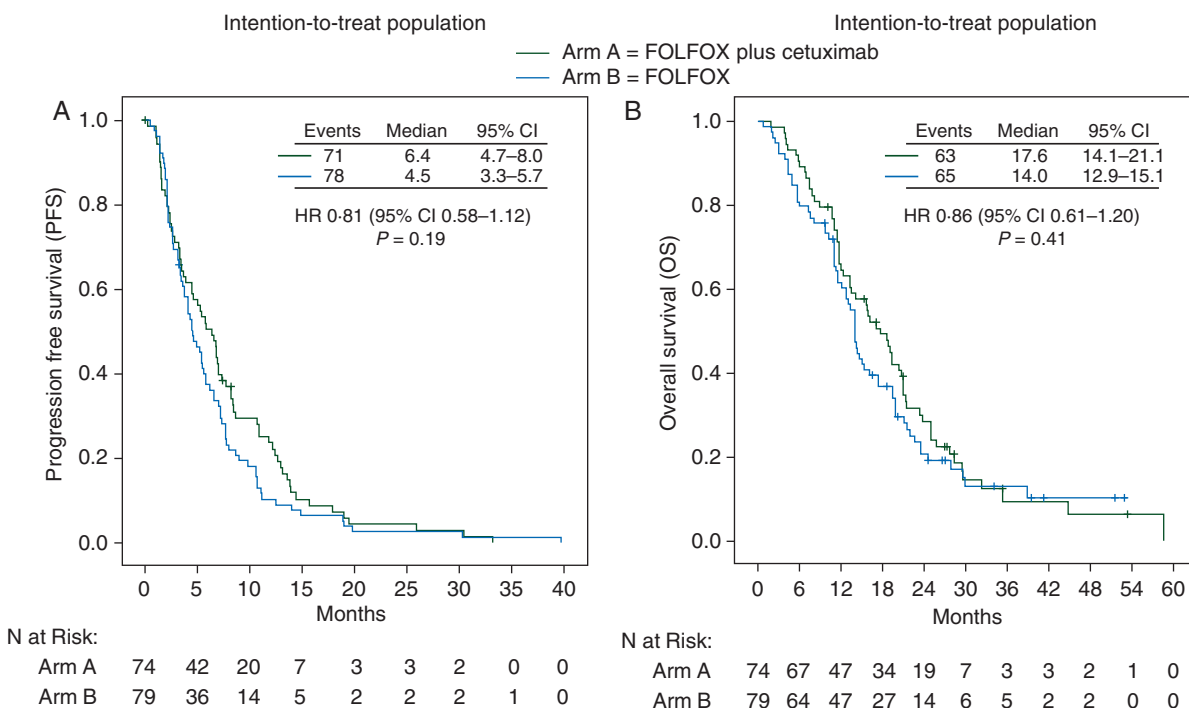 Intention-to-treat population
Intention-to-treat population
Arm A = FOLFOX plus cetuximab
Arm B = FOLFOX
A
Progression free survival (PFS)
1.0
0.8
0.6
0.4
0.2
0.0
Events Median 95% CI
71 6.4 4.7–8.0
78 4.5 3.3–5.7
HR 0·81 (95% CI 0.58–1.12)
P = 0.19
0 5 10 15 20 25 30 35 40
Months
N at Risk:
Arm A 74 42 20 7 3 3 2 0 0
Arm B 79 36 14 5 2 2 2 1 0
B
Overall survival (OS)
1.0
0.8
0.6
0.4
0.2
0.0
Events Median 95% CI
63 17.6 14.1–21.1
65 14.0 12.9–15.1
HR 0·86 (95% CI 0.61–1.20)
P = 0.41
0 6 12 18 24 30 36 42 48 54 60
Months
N at Risk:
Arm A 74 67 47 34 19 7 3 3 2 1 0
Arm B 79 64 47 27 14 6 5 2 2 0 0